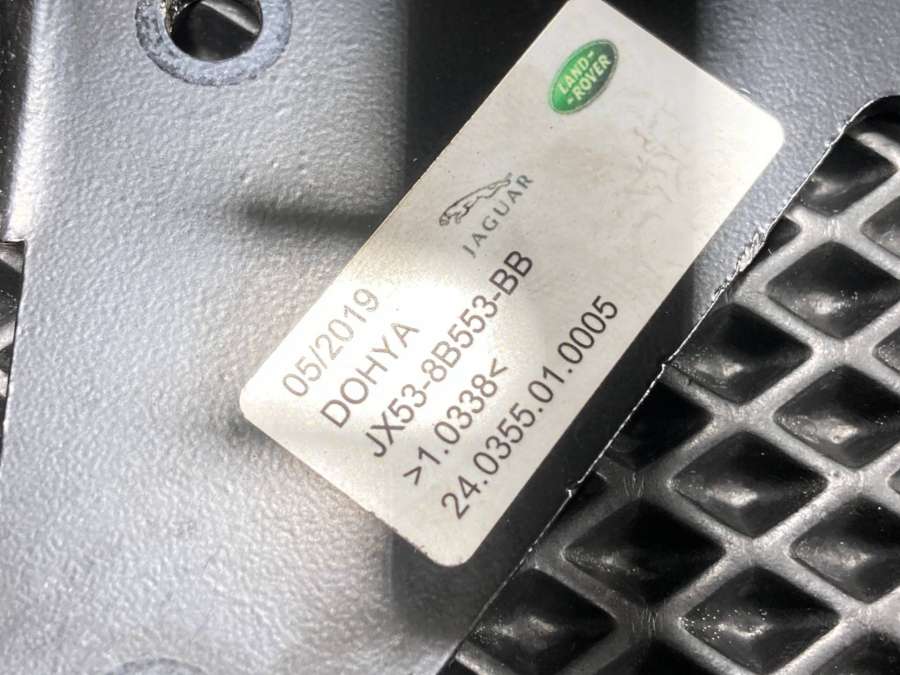 LAND-
-ROVER
JAGUAR
05/2019
DOHYA
JX53-8B553-BB
>1.0338<
24.0355.01.0005